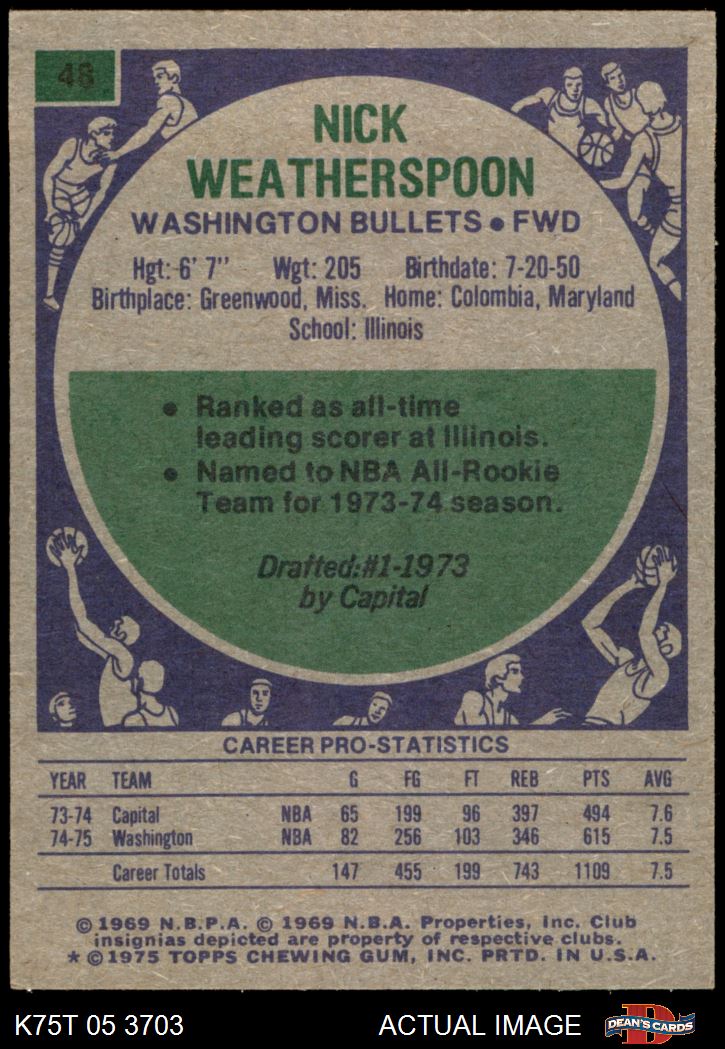 48
NICK
WEATHERSPOON
WASHINGTON BULLETS • FWD
Hgt: 6' 7" Wgt: 205 Birthdate: 7-20-50
Birthplace: Greenwood, Miss. Home: Colombia, Maryland
School: Illinois
• Ranked as all-time
leading scorer at Illinois.
• Named to NBA All-Rookie
Team for 1973-74 season.
Drafted:#1-1973
by Capital
CAREER PRO-STATISTICS
YEAR TEAM G FG FT REB PTS AVG
73-74 Capital NBA 65 199 96 397 494 7.6
74-75 Washington NBA 82 256 103 346 615 7.5
Career Totals 147 455 199 743 1109 7.5
© 1969 N.B.P.A. © 1969 N.B.A. Properties, Inc. Club
insignias depicted are property of respective clubs.
* © 1975 TOPPS CHEWING GUM, INC. PRTD. IN U.S.A.
K75T 05 3703 ACTUAL IMAGE DEAN'S CARDS